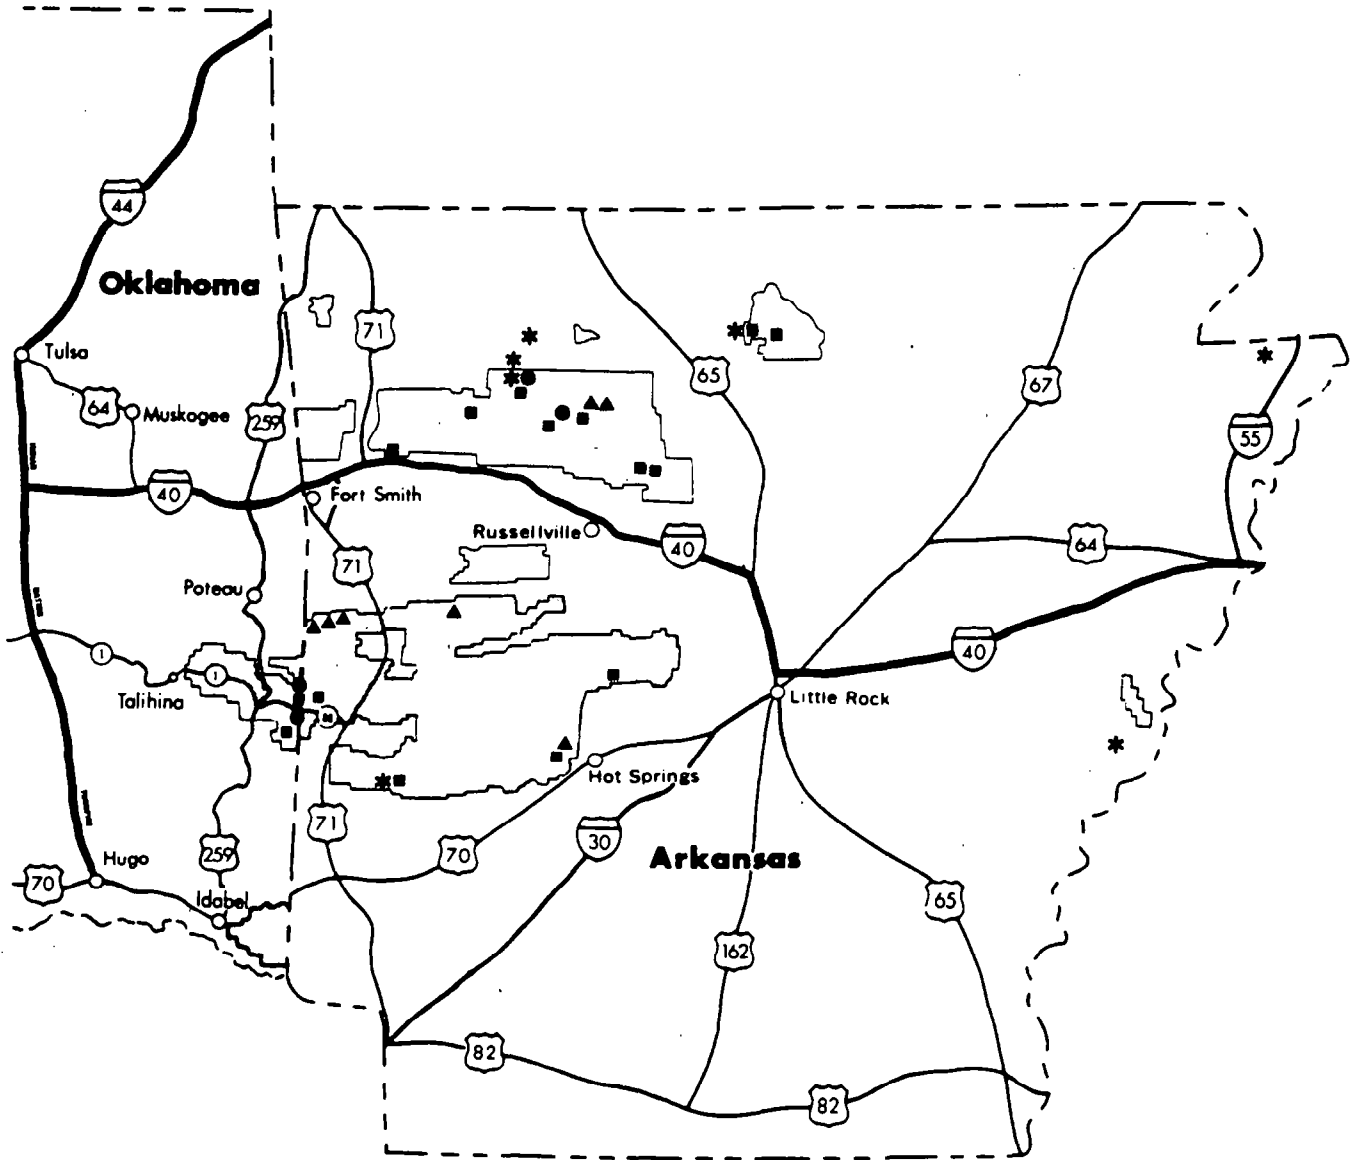 44
Oklahoma
Tulsa
71
65
67
64
Muskogee
259
55
40
Fort Smith
Russellville
40
64
71
Poteau
1
1
40
Talihina
Little Rock
Hot Springs
71
30
70
259
Arkansas
Hugo
70
Idabel
65
162
82
82